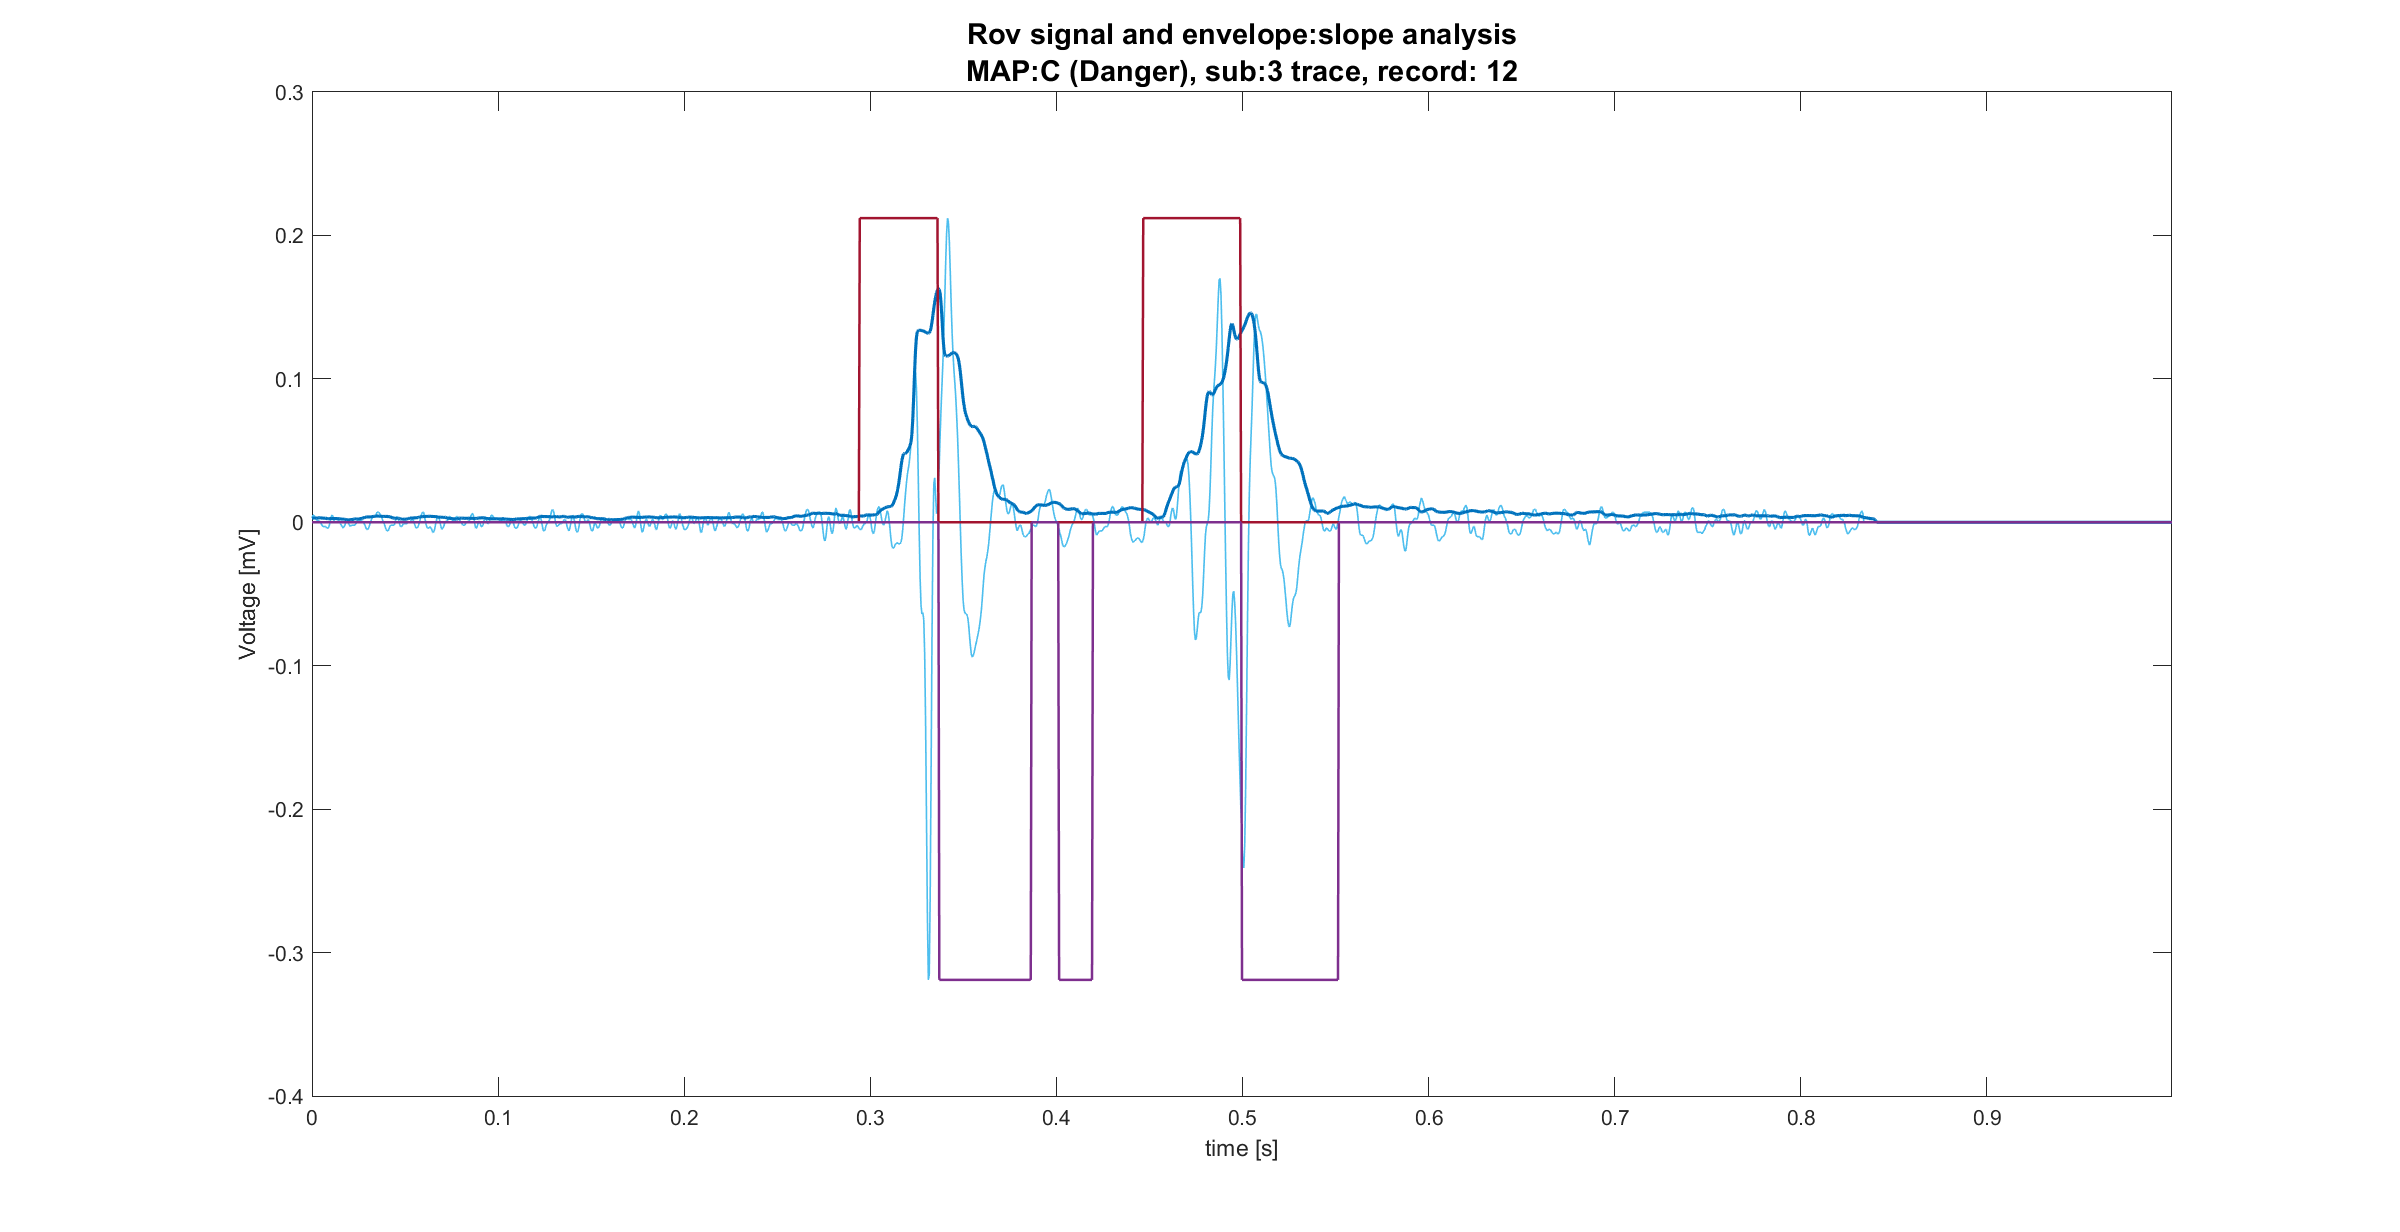 Rov signal and envelope:slope analysis
MAP:C (Danger), sub:3 trace, record: 12
0.3
0.2
0.1
0
-0.1
-0.2
-0.3
-0.4
Voltage [mV]
0 0.1 0.2 0.3 0.4 0.5 0.6 0.7 0.8 0.9
time [s]